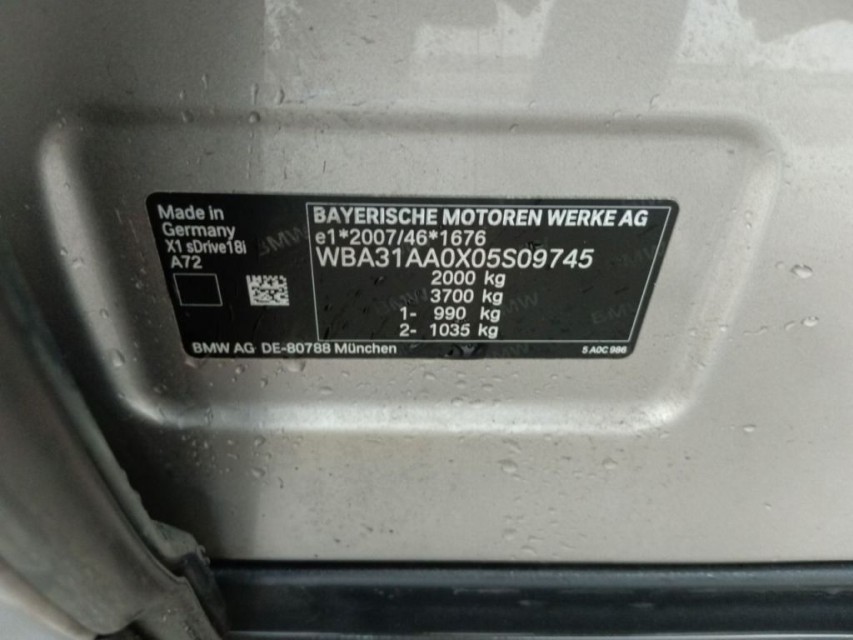 Made in
Germany
X1 sDrive18i
A72
BAYERISCHE MOTOREN WERKE AG
e1*2007/46*1676
WBA31AA0X05S09745
2000 kg
3700 kg
1- 990 kg
2- 1035 kg
BMW AG DE-80788 München
5 A0C 986